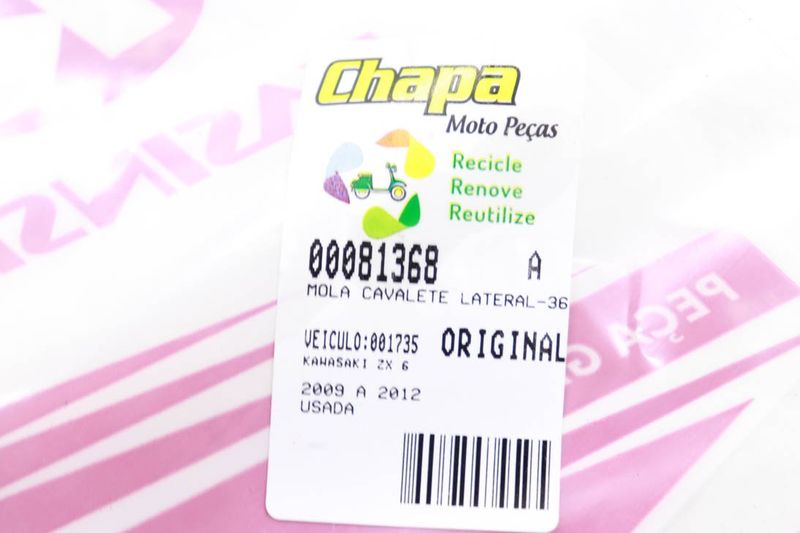 Chapa
Moto Peças
Recicle
Renove
Reutilize
00081368 A
MOLA CAVALETE LATERAL-36
VEICULO:001735 ORIGINAL
KAWASAKI ZX 6
2009 A 2012
USADA
PEÇA